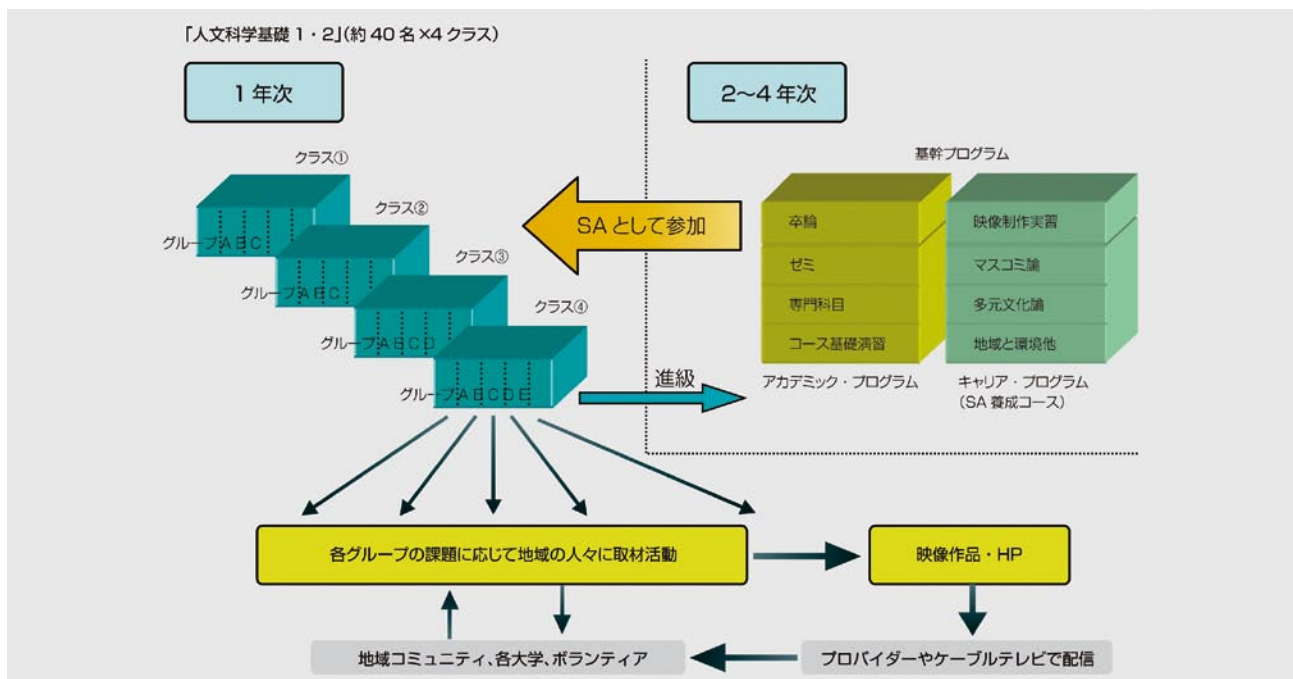 「人文科学基礎 1・2」(約 40 名×4 クラス)
1 年次
2～4 年次
クラス①
クラス②
クラス③
クラス④
グループ A B C
グループ A B C
グループ A B C D
グループ A B C D E
SA として参加
進級
基幹プログラム
卒論
ゼミ
専門科目
コース基礎演習
アカデミック・プログラム
映像制作実習
マスコミ論
多元文化論
地域と環境他
キャリア・プログラム
(SA 養成コース)
各グループの課題に応じて地域の人々に取材活動
映像作品・HP
地域コミュニティ、各大学、ボランティア
プロバイダーやケーブルテレビで配信